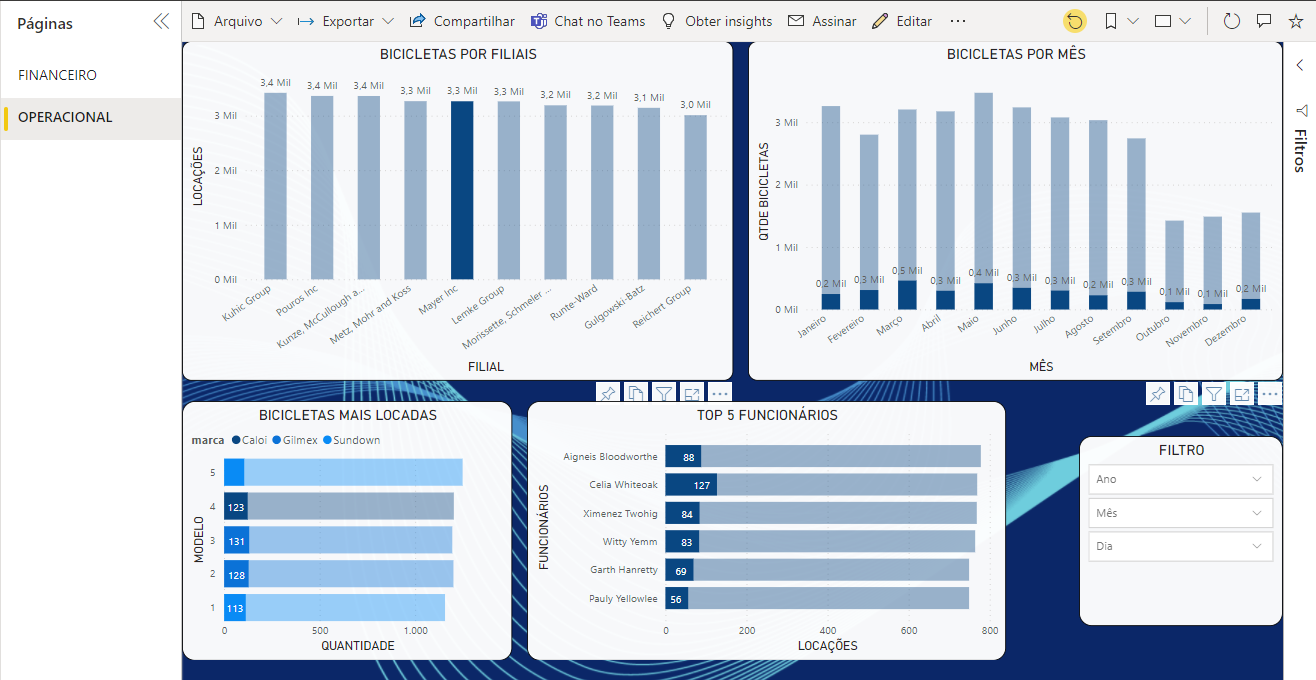 Páginas
FINANCEIRO
OPERACIONAL
Arquivo Exportar Compartilhar Chat no Teams Obter insights Assinar Editar ...
Filtros
BICICLETAS POR FILIAIS
LOCAÇÕES
3 Mil
2 Mil
1 Mil
0 Mil
3,4 Mil 3,4 Mil 3,4 Mil 3,3 Mil 3,3 Mil 3,3 Mil 3,2 Mil 3,2 Mil 3,1 Mil 3,0 Mil
Kuhic Group
Pouros Inc
Kunze, McCullough a...
Metz, Mohr and Koss
Mayer Inc
Lemke Group
Morissette, Schmeler ...
Runte-Ward
Gulgowski-Batz
Reichert Group
FILIAL
BICICLETAS POR MÊS
QTDE BICICLETAS
3 Mil
2 Mil
1 Mil
0 Mil
0,2 Mil 0,3 Mil 0,5 Mil 0,3 Mil 0,4 Mil 0,3 Mil 0,3 Mil 0,2 Mil 0,3 Mil 0,1 Mil 0,1 Mil 0,2 Mil
Janeiro
Fevereiro
Março
Abril
Maio
Junho
Julho
Agosto
Setembro
Outubro
Novembro
Dezembro
MÊS
BICICLETAS MAIS LOCADAS
marca Caloi Gilmex Sundown
MODELO
5
4 123
3 131
2 128
1 113
0 500 1.000
QUANTIDADE
TOP 5 FUNCIONÁRIOS
FUNCIONÁRIOS
Aigneis Bloodworthe 88
Celia Whiteoak 127
Ximenez Twohig 84
Witty Yemm 83
Garth Hanretty 69
Pauly Yellowlee 56
0 200 400 600 800
LOCAÇÕES
FILTRO
Ano
Mês
Dia